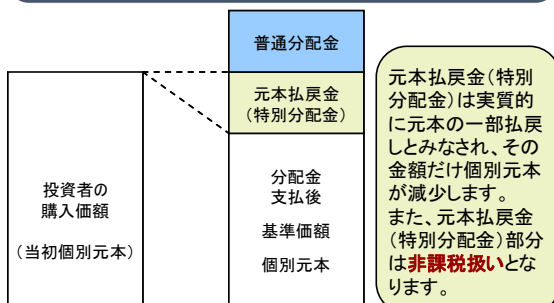 普通分配金
元本払戻金
(特別分配金)
投資者の
購入価額
(当初個別元本)
分配金
支払後
基準価額
個別元本
元本払戻金(特別
分配金)は実質的
に元本の一部払戻
しとみなされ、その
金額だけ個別元本
が減少します。
また、元本払戻金
(特別分配金)部分
は非課税扱いとな
ります。